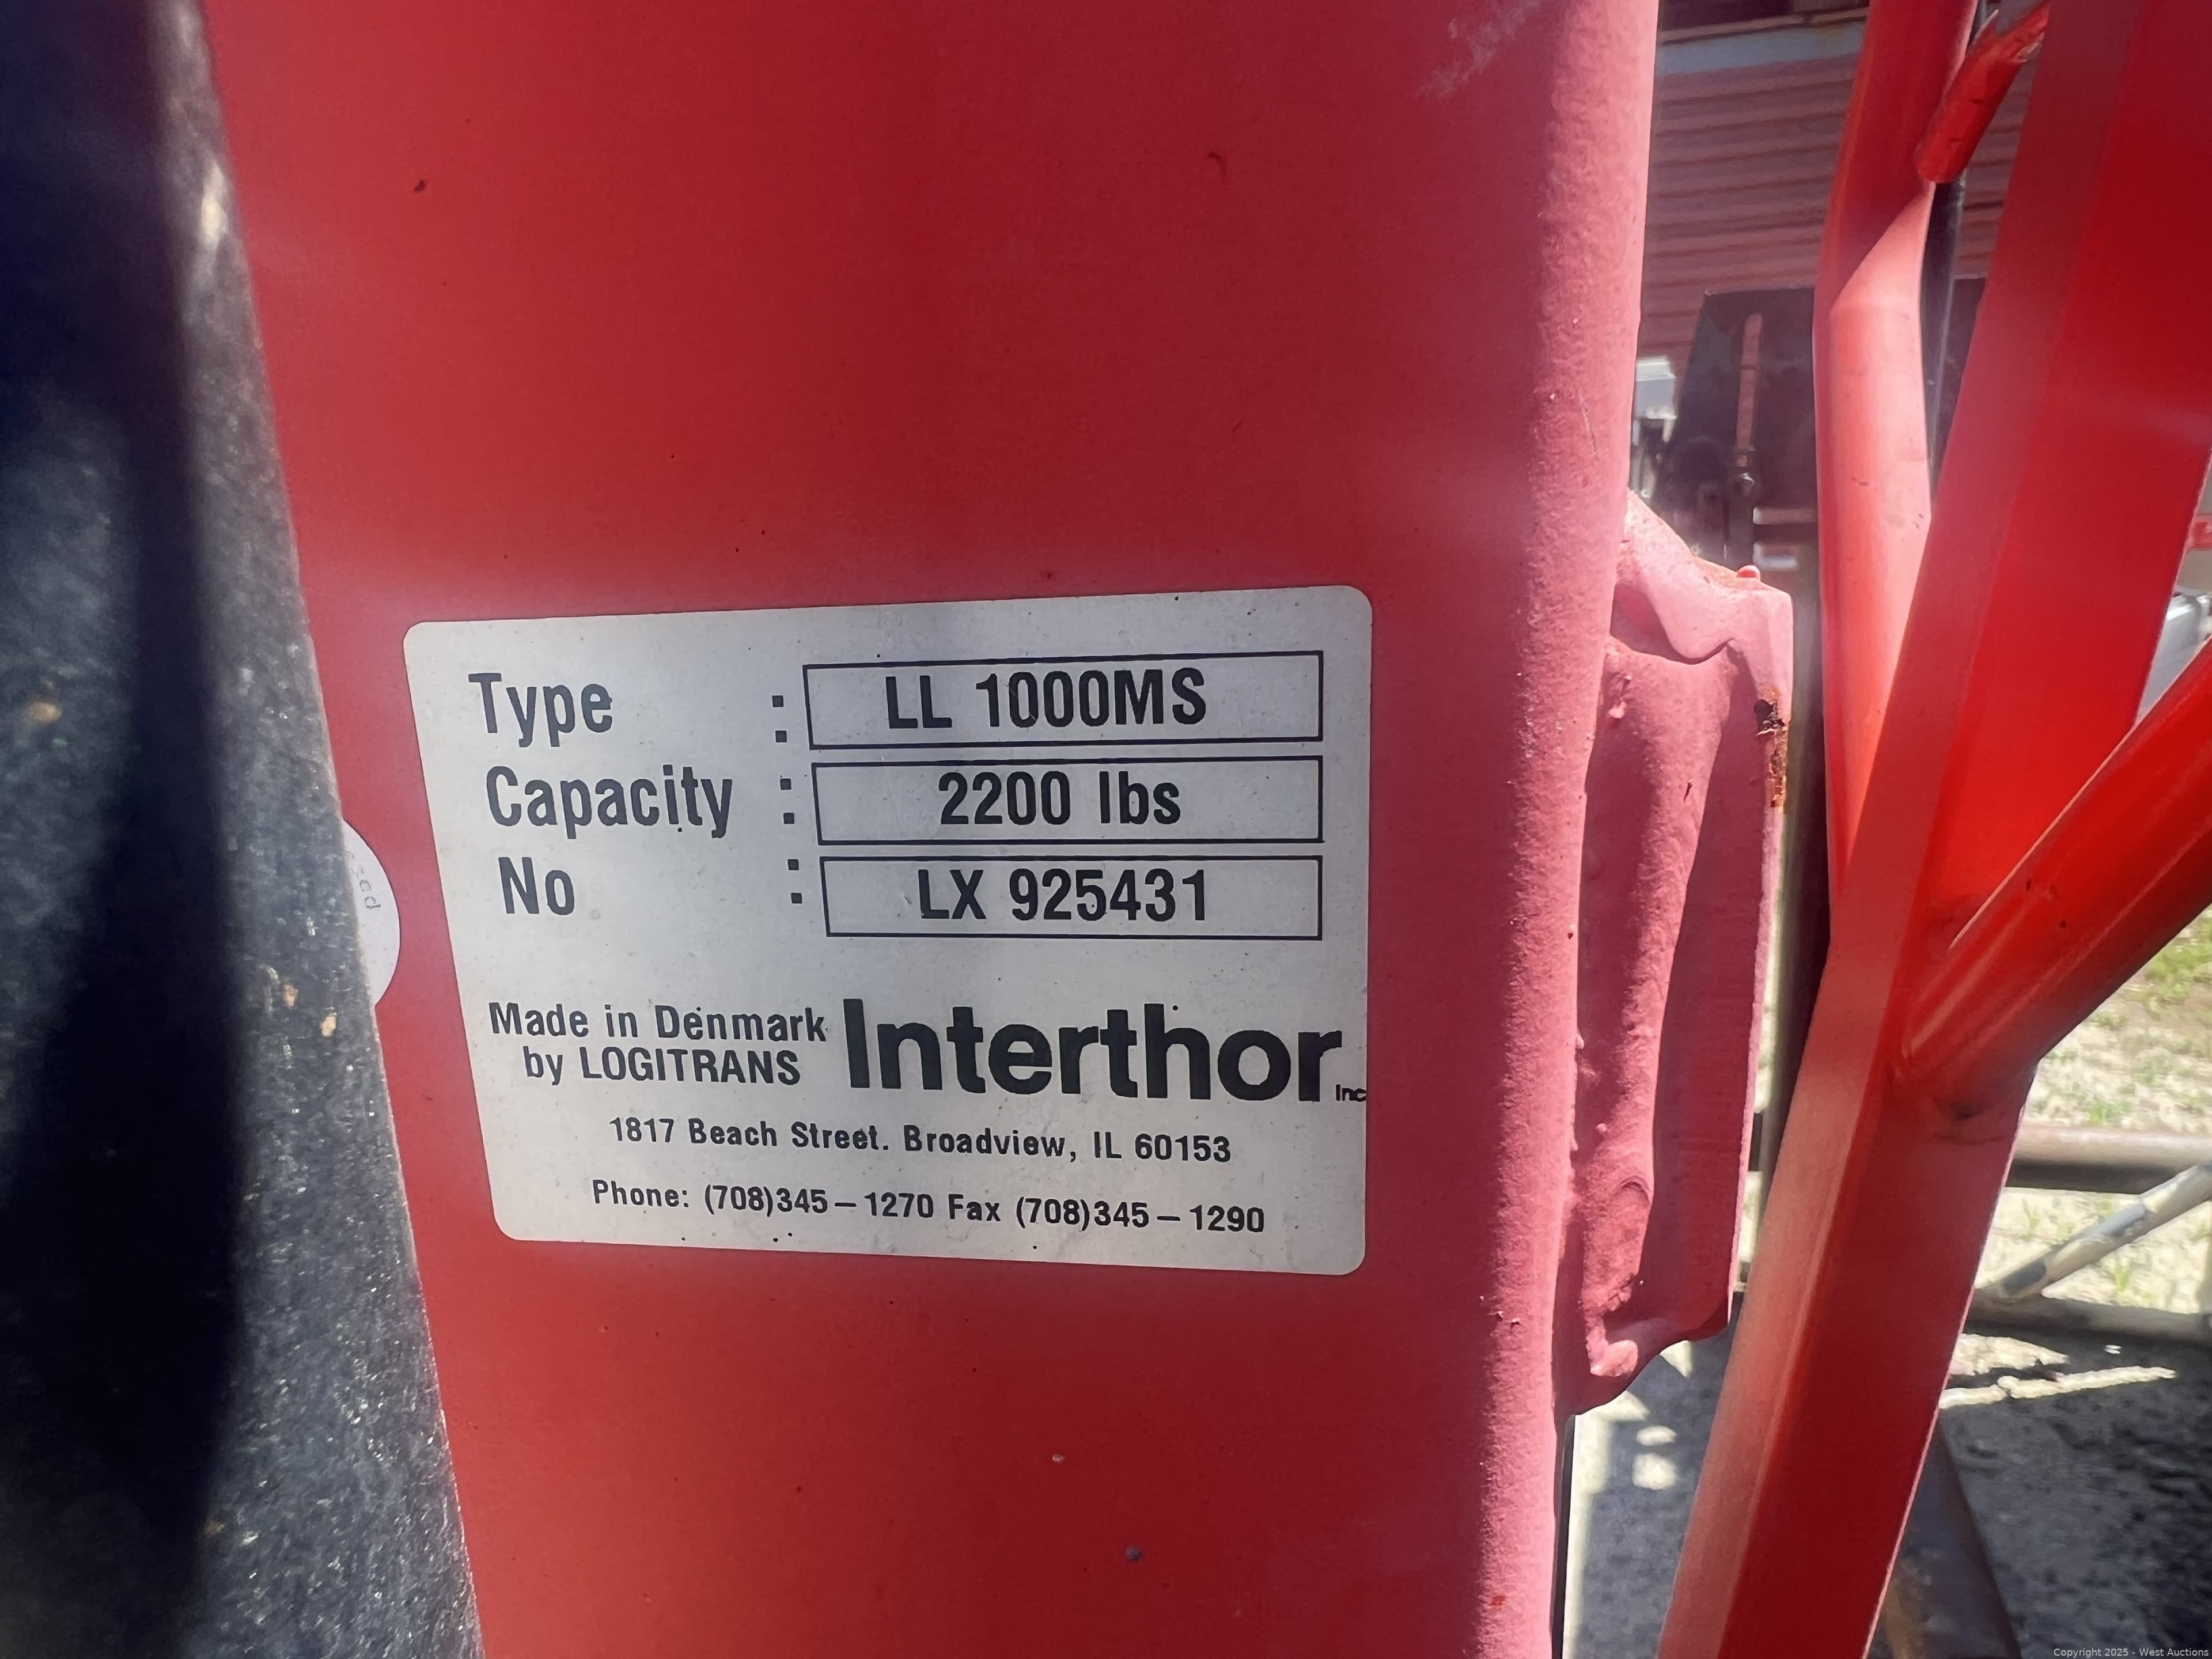 Type : LL 1000MS
Capacity : 2200 lbs
No : LX 925431
Made in Denmark
by LOGITRANS
Interthor Inc
1817 Beach Street. Broadview, IL 60153
Phone: (708)345-1270 Fax (708)345-1290
Copyright 2025 - West Auctions